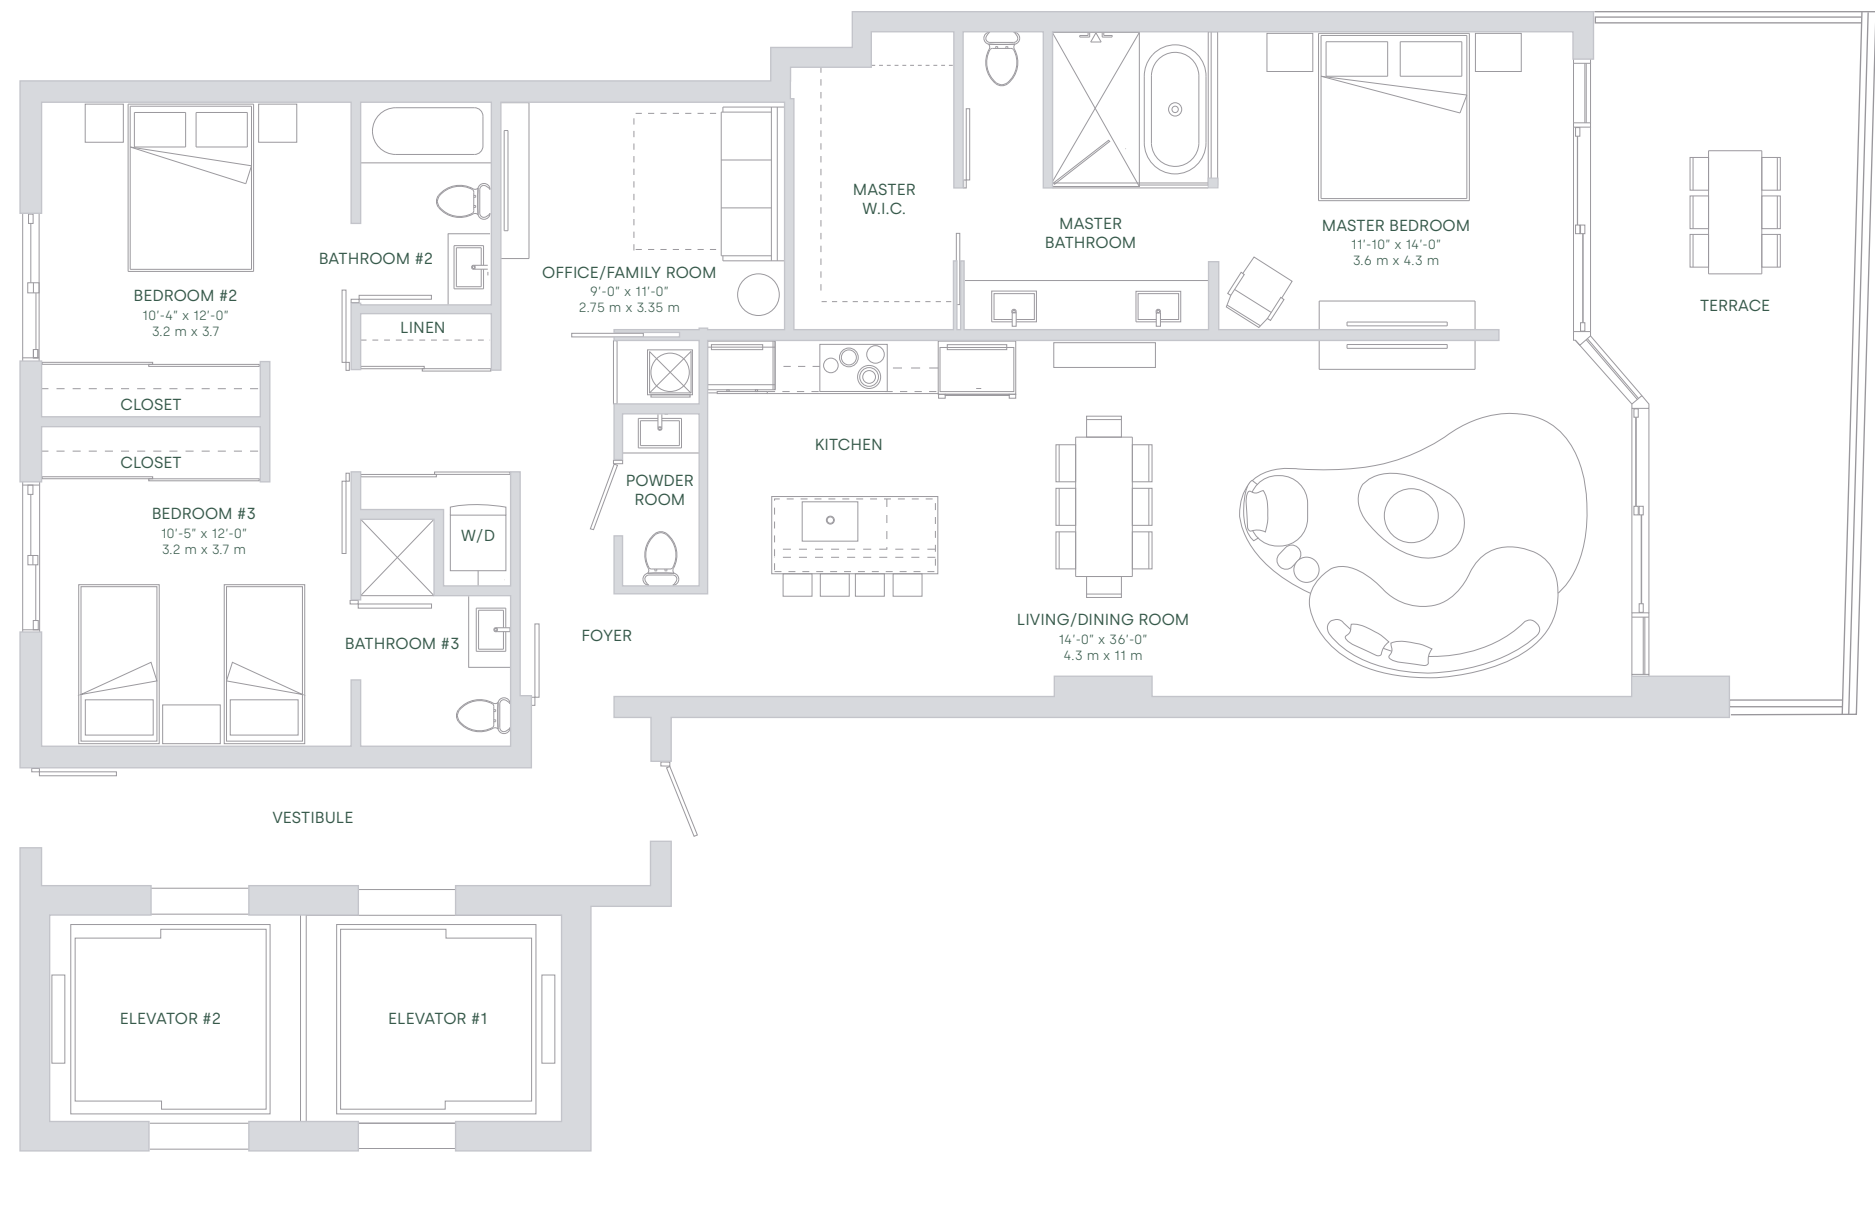 MASTER
W.I.C.
MASTER
BATHROOM
MASTER BEDROOM
11'-10" x 14'-0"
3.6 m x 4.3 m
TERRACE
BATHROOM #2
OFFICE/FAMILY ROOM
9'-0" x 11'-0"
2.75 m x 3.35 m
BEDROOM #2
10'-4" x 12'-0"
3.2 m x 3.7
LINEN
CLOSET
CLOSET
KITCHEN
POWDER
ROOM
BEDROOM #3
10'-5" x 12'-0"
3.2 m x 3.7 m
W/D
LIVING/DINING ROOM
14'-0" x 36'-0"
4.3 m x 11 m
FOYER
BATHROOM #3
VESTIBULE
ELEVATOR #2
ELEVATOR #1